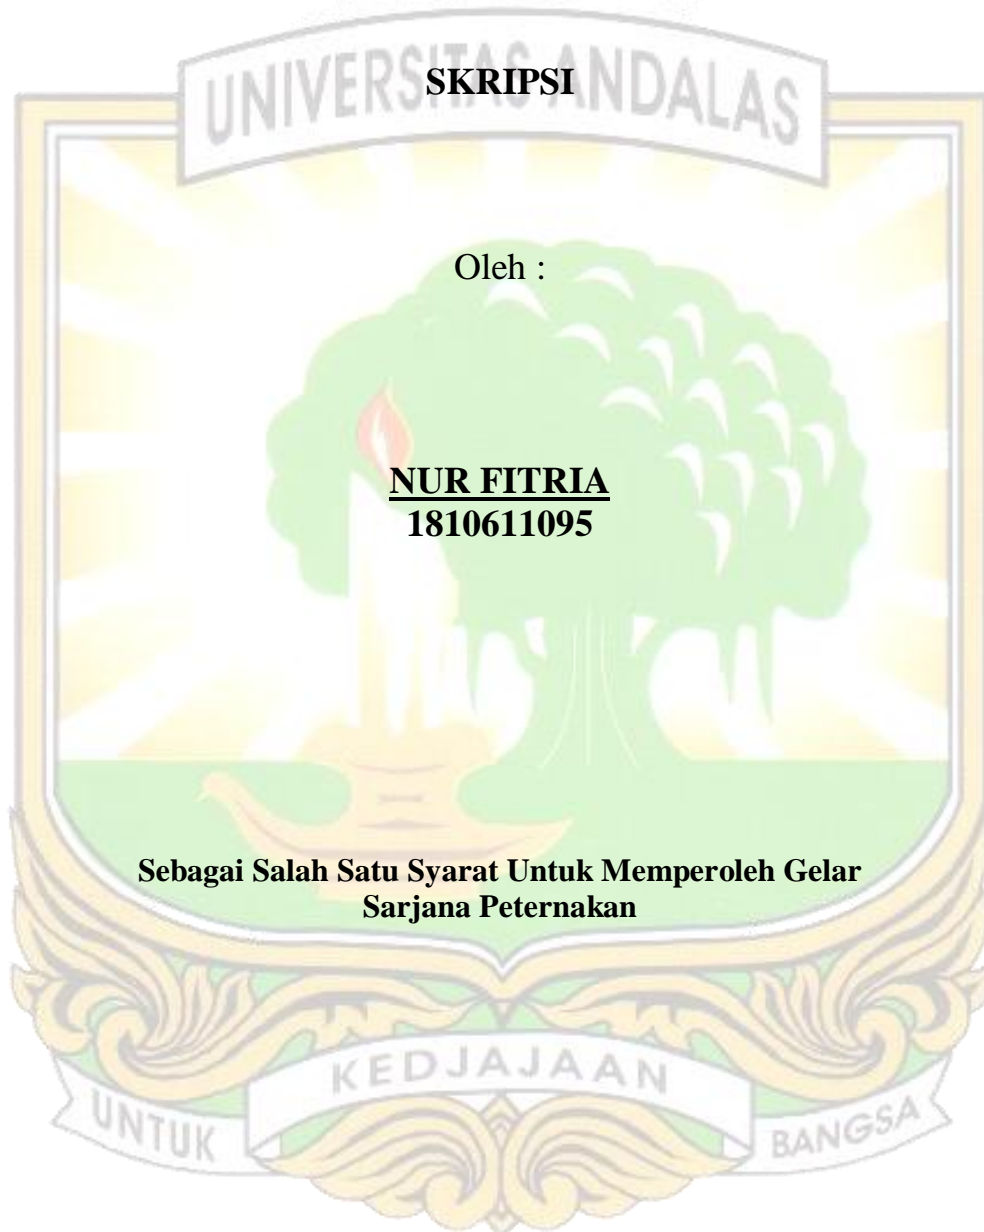 UNIVERSITAS ANDALAS
SKRIPSI
Oleh :
NUR FITRIA
1810611095
Sebagai Salah Satu Syarat Untuk Memperoleh Gelar
Sarjana Peternakan
KEDJAJAAN
UNTUK
BANGSA